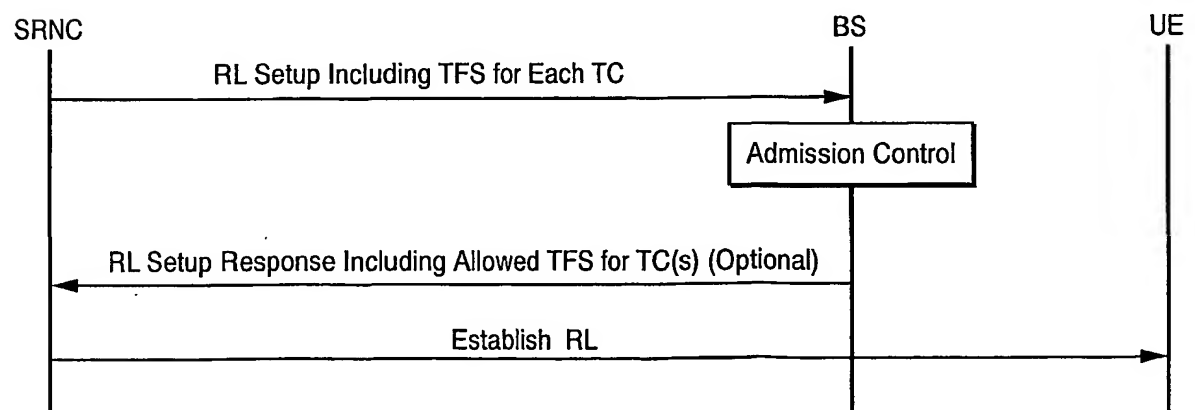 SRNC
BS
UE
RL Setup Including TFS for Each TC
Admission Control
RL Setup Response Including Allowed TFS for TC(s) (Optional)
Establish RL